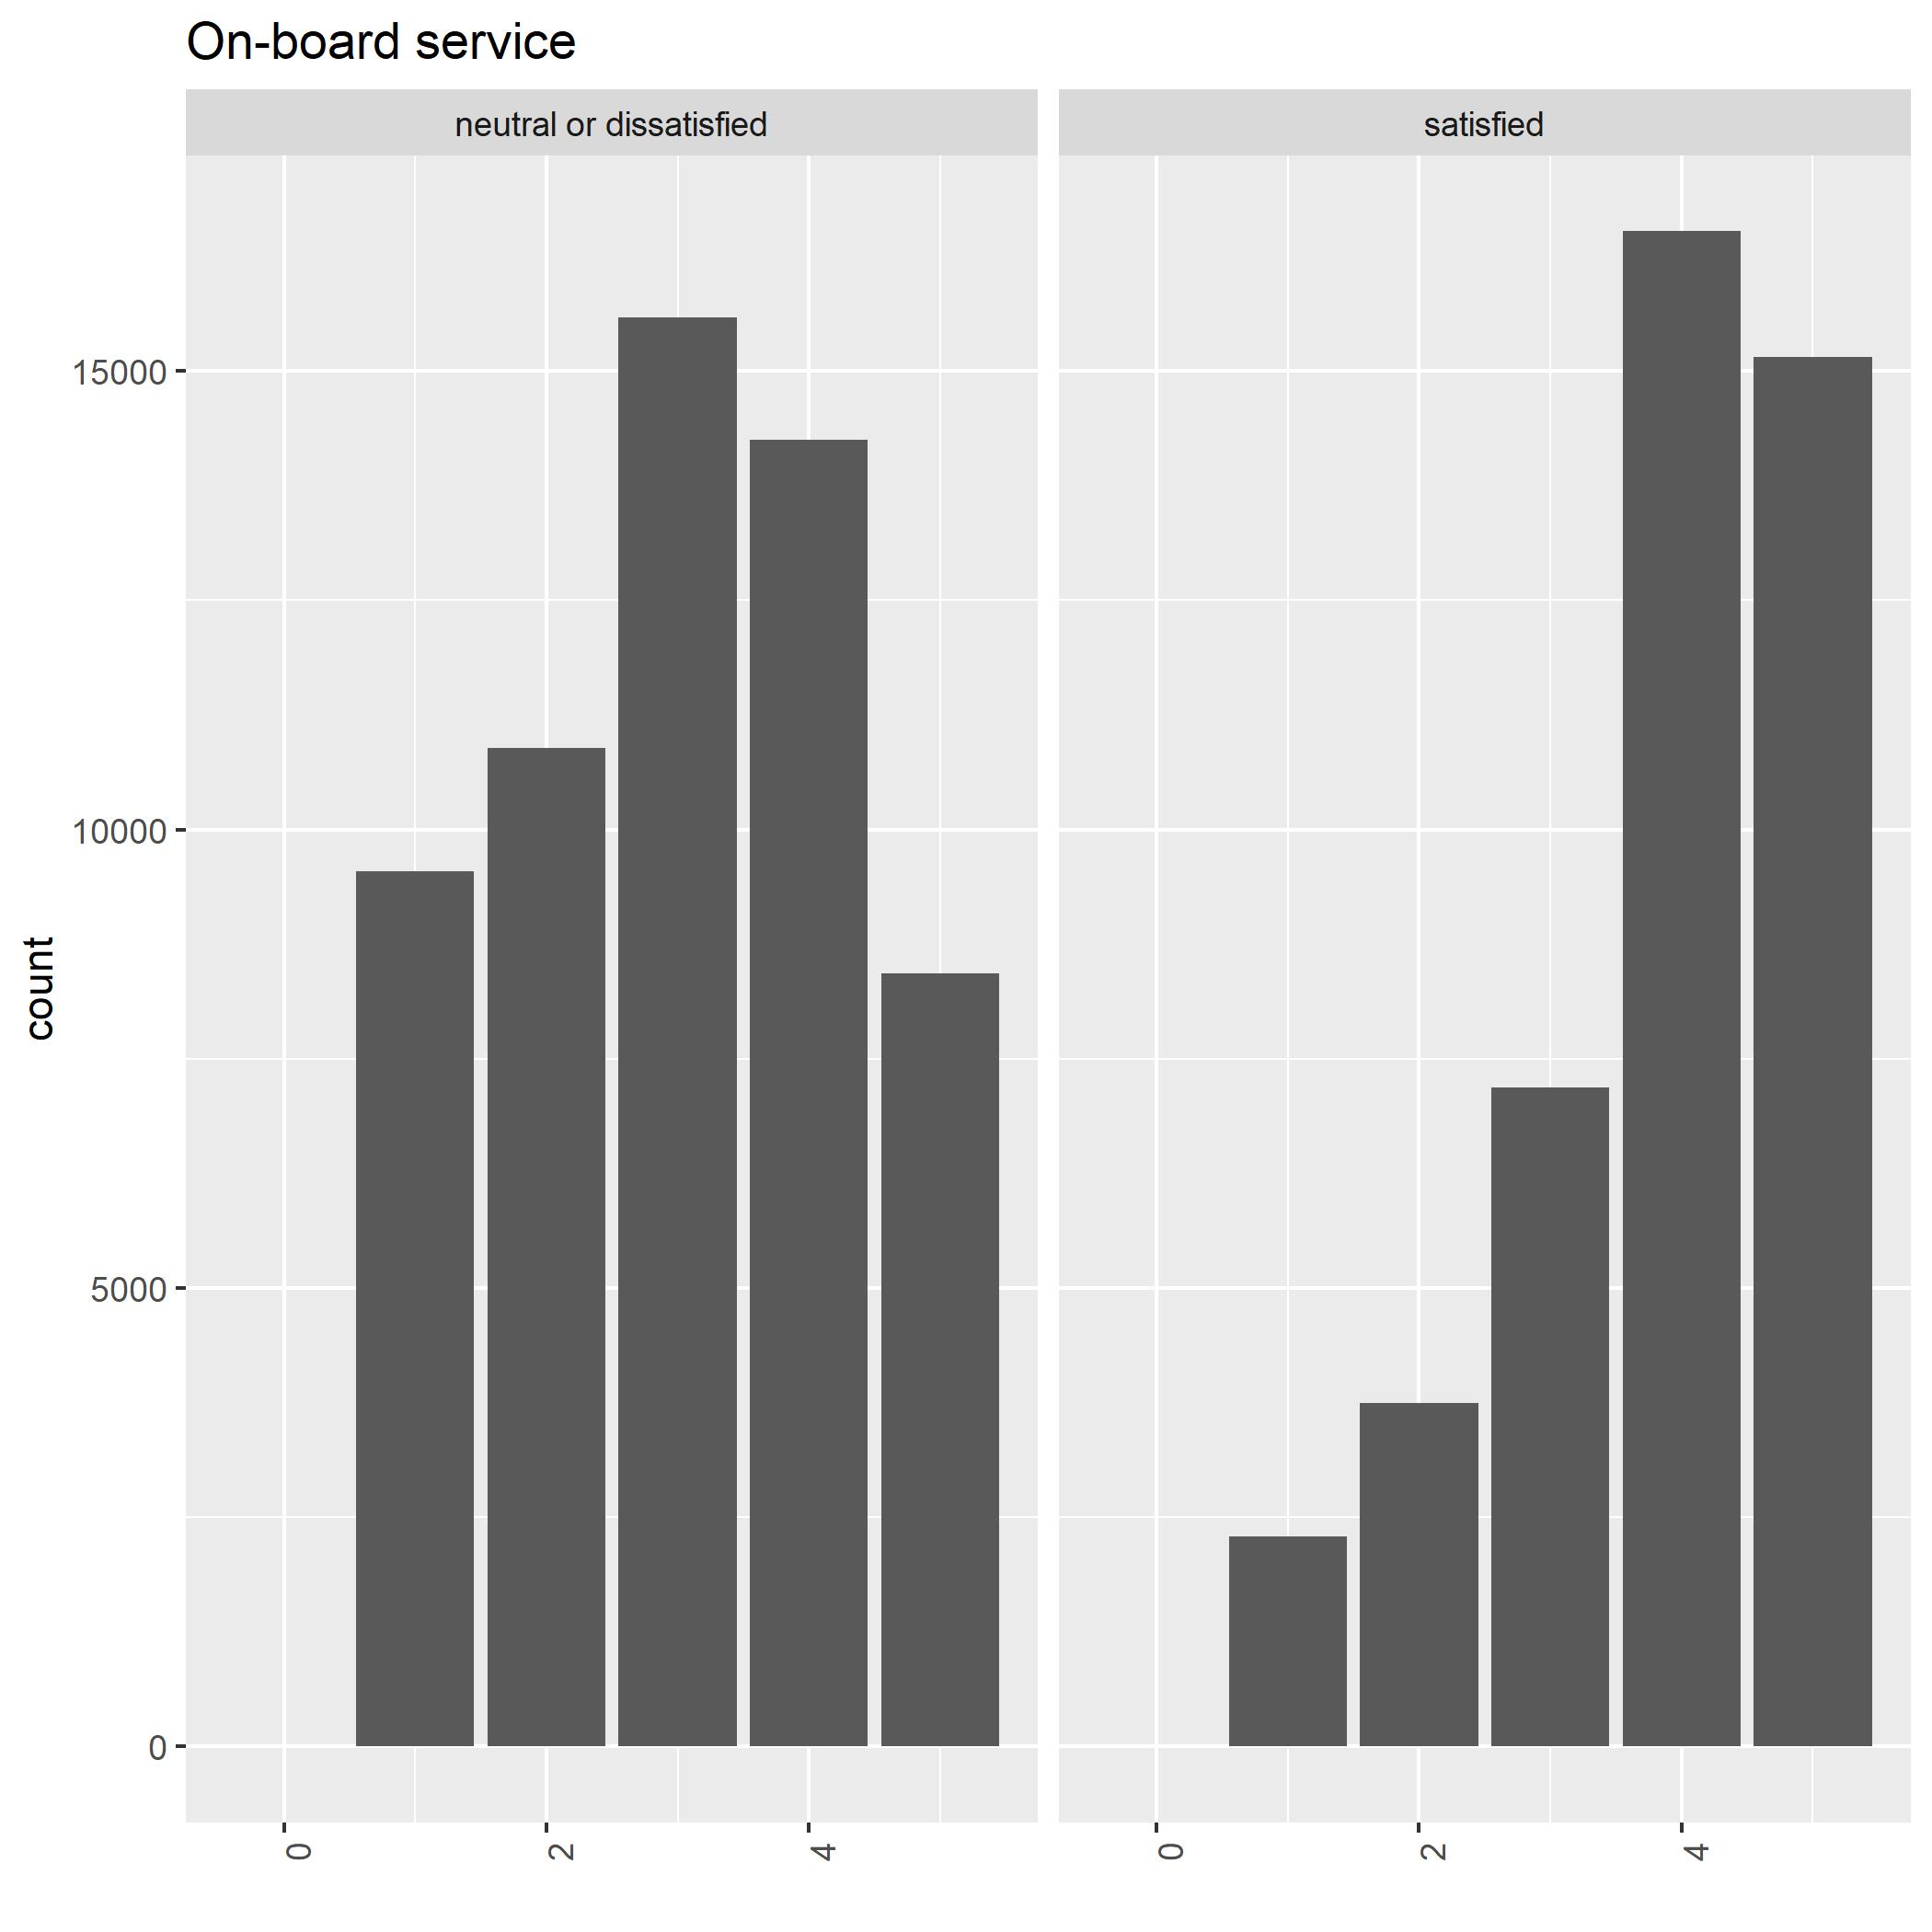 On-board service
neutral or dissatisfied
satisfied
15000
10000
5000
0
count
0 2 4
0 2 4